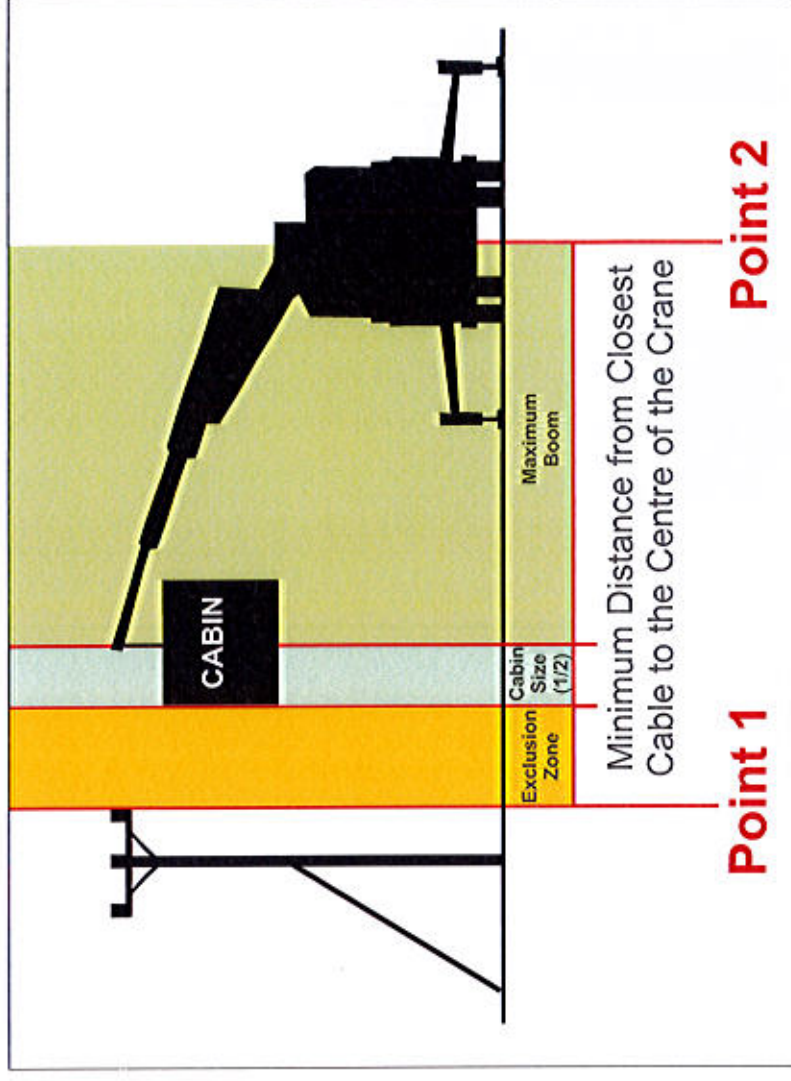 CABIN
Exclusion
Zone
Cabin
Size
(1/2)
Maximum
Boom
Minimum Distance from Closest
Cable to the Centre of the Crane
Point 1
Point 2